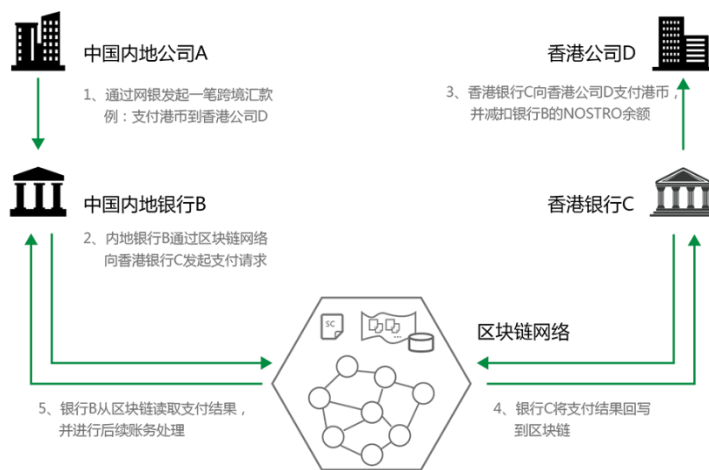 中国内地公司A
1、通过网银发起一笔跨境汇款
例：支付港币到香港公司D
中国内地银行B
2、内地银行B通过区块链网络
向香港银行C发起支付请求
香港公司D
3、香港银行C向香港公司D支付港币，
并减扣银行B的NOSTRO余额
香港银行C
SC
...
区块链网络
5、银行B从区块链读取支付结果，
并进行后续账务处理
4、银行C将支付结果回写
到区块链